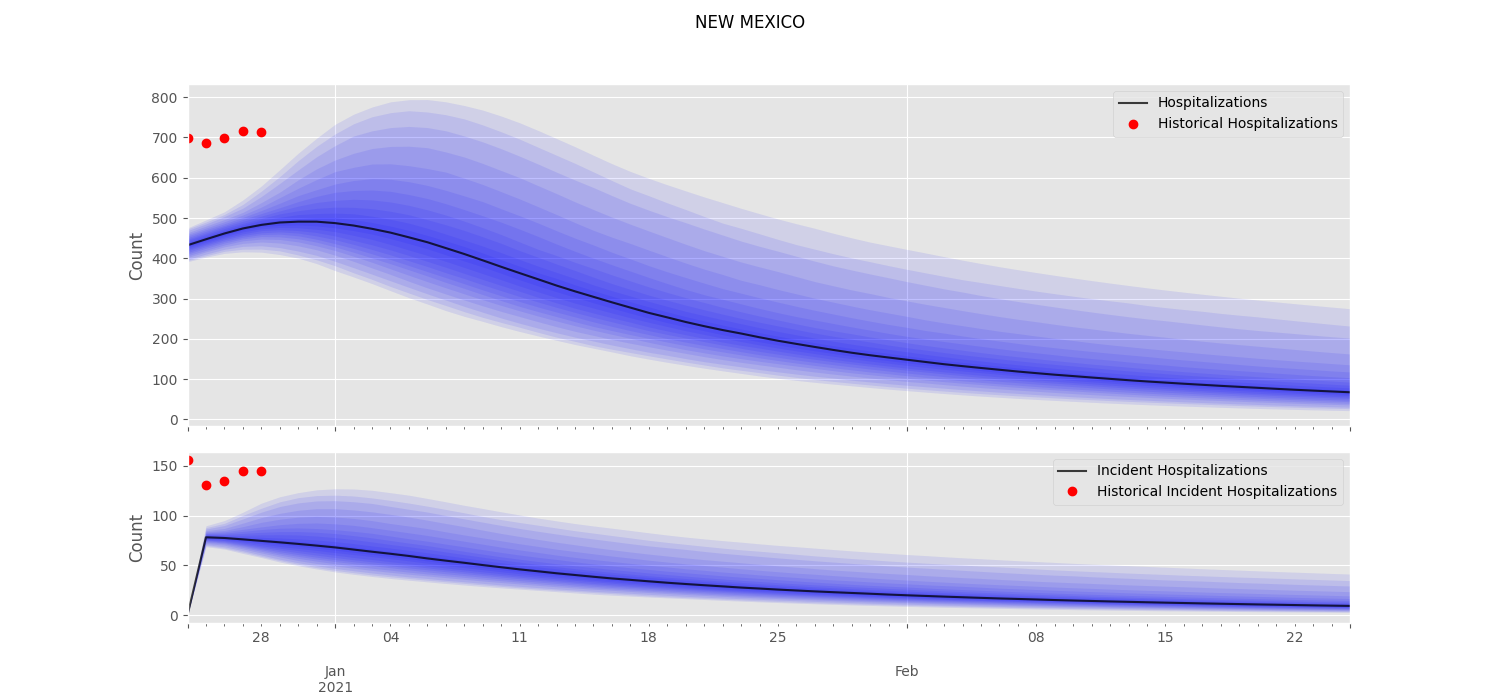 NEW MEXICO
800
700
600
500
400
300
200
100
0
Count
Hospitalizations
Historical Hospitalizations
150
100
50
0
Count
Incident Hospitalizations
Historical Incident Hospitalizations
28 04 11 18 25 08 15 22
Jan Feb
2021